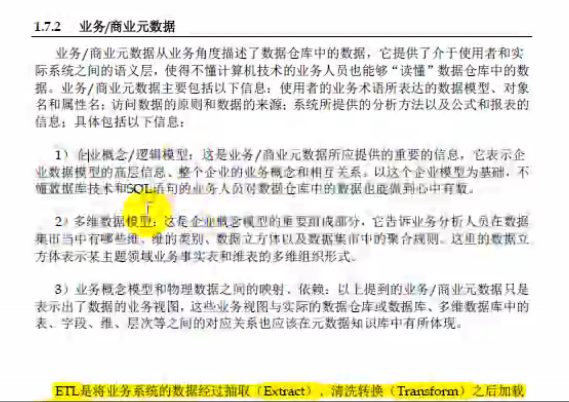 1.7.2 业务/商业元数据
业务/商业元数据从业务角度描述了数据仓库中的数据，它提供了介于使用者和实
际系统之间的语义层，使得不懂计算机技术的业务人员也能够“读懂”数据仓库中的数
据。业务/商业元数据主要包括以下信息：使用者的业务术语所表达的数据模型、对象
名和属性名；访问数据的原则和数据的来源；系统所提供的分析方法以及公式和报表的
信息；具体包括以下信息：
1）企业概念/逻辑模型：这是业务/商业元数据所应提供的重要的信息，它表示企
业数据模型的高层信息、整个企业的业务概念和相互关系。以这个企业模型为基础，不
懂数据库技术和SQL语句的业务人员对数据仓库中的数据也能做到心中有数。
2）多维数据模型：这是企业概念模型的重要组成部分，它告诉业务分析人员在数据
集市当中有哪些维、维的类别、数据立方体以及数据集市中的聚合规则。这里的数据立
方体表示某主题领域业务事实表和维表的多维组织形式。
3）业务概念模型和物理数据之间的映射、依赖：以上提到的业务/商业元数据只是
表示出了数据的业务视图，这些业务视图与实际的数据仓库或数据库、多维数据库中的
表、字段、维、层次等之间的对应关系也应该在元数据知识库中有所体现。
ETL是将业务系统的数据经过抽取（Extract）、清洗转换（Transform）之后加载